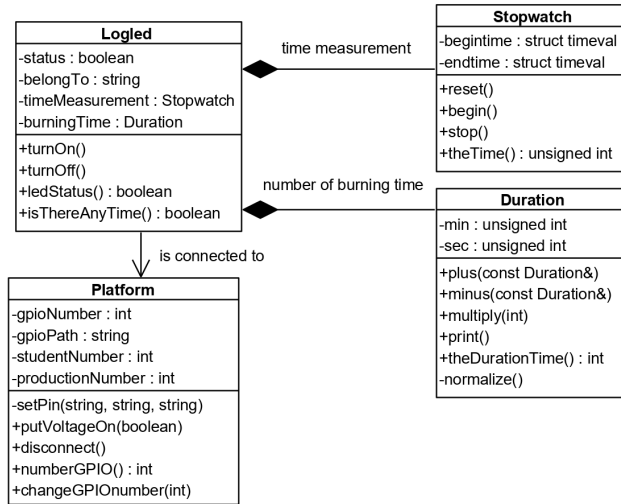 Logled
-status : boolean
-belongTo : string
-timeMeasurement : Stopwatch
-burningTime : Duration
+turnOn()
+turnOff()
+ledStatus() : boolean
+isThereAnyTime() : boolean
time measurement
Stopwatch
-begintime : struct timeval
-endtime : struct timeval
+reset()
+begin()
+stop()
+theTime() : unsigned int
number of burning time
Duration
-min : unsigned int
-sec : unsigned int
+plus(const Duration&)
+minus(const Duration&)
+multiply(int)
+print()
+theDurationTime() : int
-normalize()
is connected to
Platform
-gpioNumber : int
-gpioPath : string
-studentNumber : int
-productionNumber : int
-setPin(string, string, string)
+putVoltageOn(boolean)
+disconnect()
+numberGPIO() : int
+changeGPIOnumber(int)